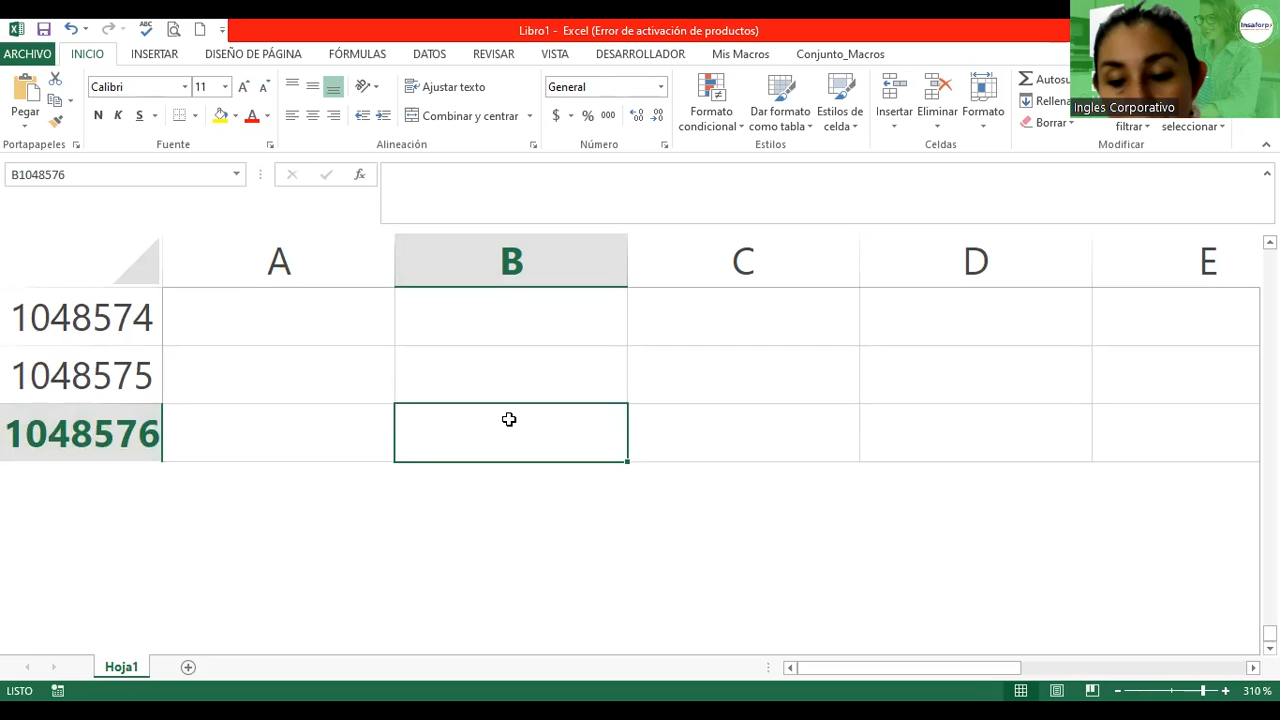 Libro1 - Excel (Error de activación de productos)
ARCHIVO INICIO INSERTAR DISEÑO DE PÁGINA FÓRMULAS DATOS REVISAR VISTA DESARROLLADOR Mis Macros Conjunto_Macros
Insaforp
Ingles Corporativo
Pegar
Calibri 11
N K S
Ajustar texto
Combinar y centrar
General
$ % 000
Formato condicional
Dar formato como tabla
Estilos de celda
Insertar
Eliminar
Formato
Autosu
Rellena
Borrar
filtrar
seleccionar
Portapapeles Fuente Alineación Número Estilos Celdas Modificar
B1048576
fx
A B C D E
1048574
1048575
1048576
Hoja1
LISTO
310 %